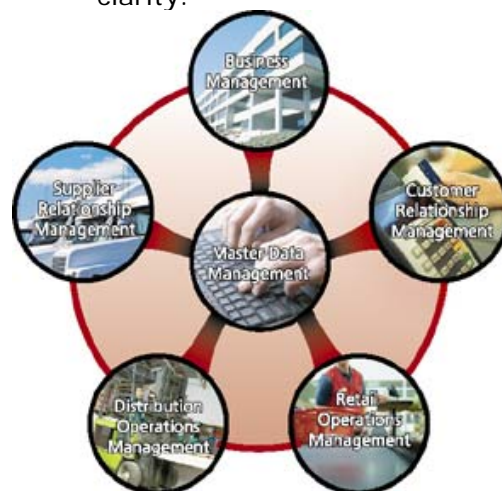 clarity.
Business
Management
Supplier
Relationship
Management
Customer
Relationship
Management
Master Data
Management
Distribution
Operations
Management
Retail
Operations
Management